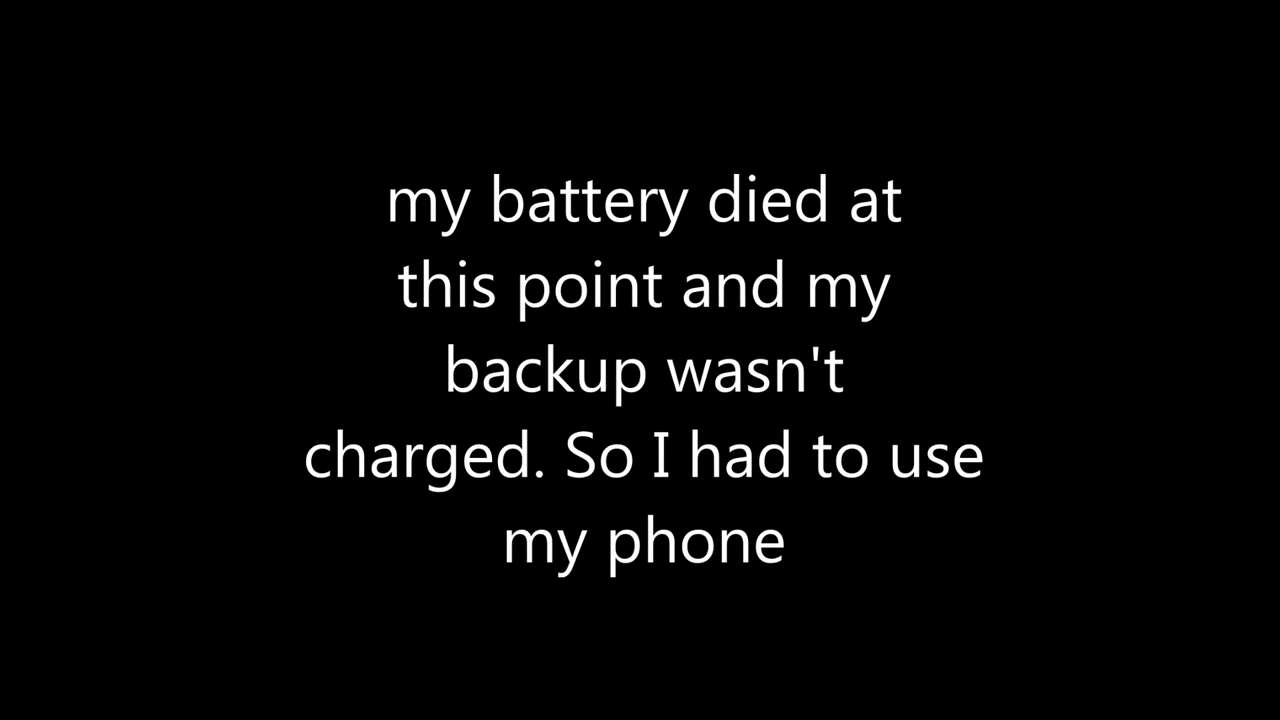 my battery died at
this point and my
backup wasn't
charged. So I had to use
my phone